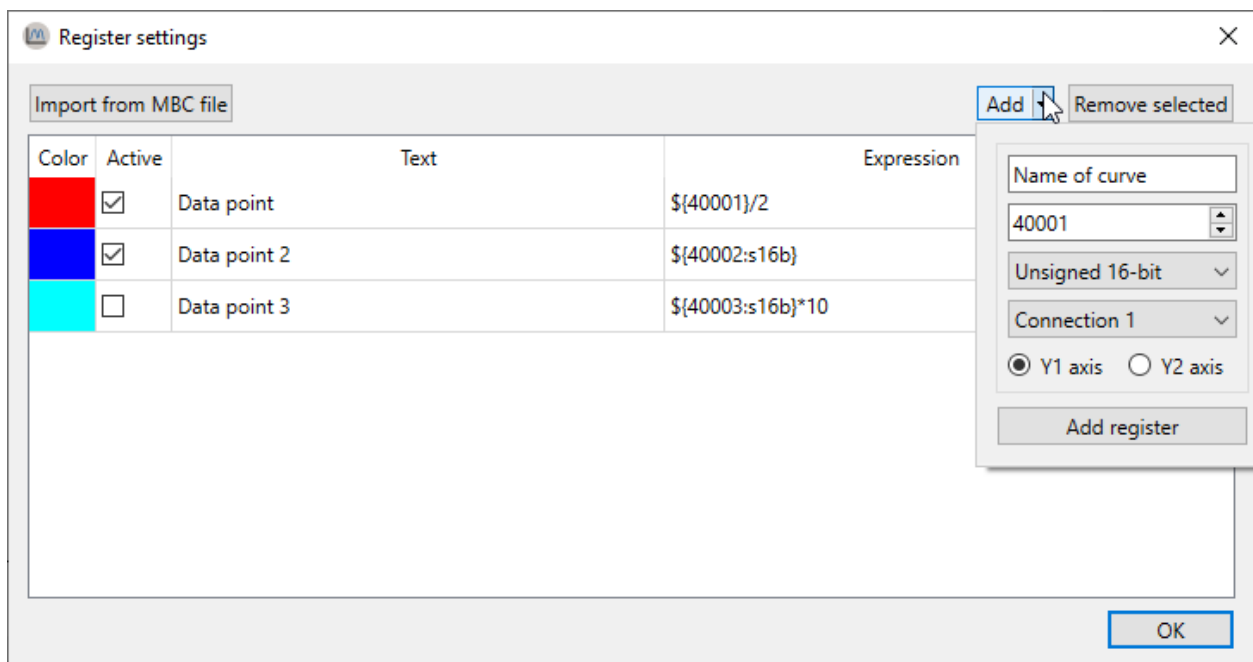 Register settings
Import from MBC file
Add
Remove selected
Color Active Text Expression
Data point ${40001}/2
Data point 2 ${40002:s16b}
Data point 3 ${40003:s16b}*10
Name of curve
40001
Unsigned 16-bit
Connection 1
Y1 axis Y2 axis
Add register
OK